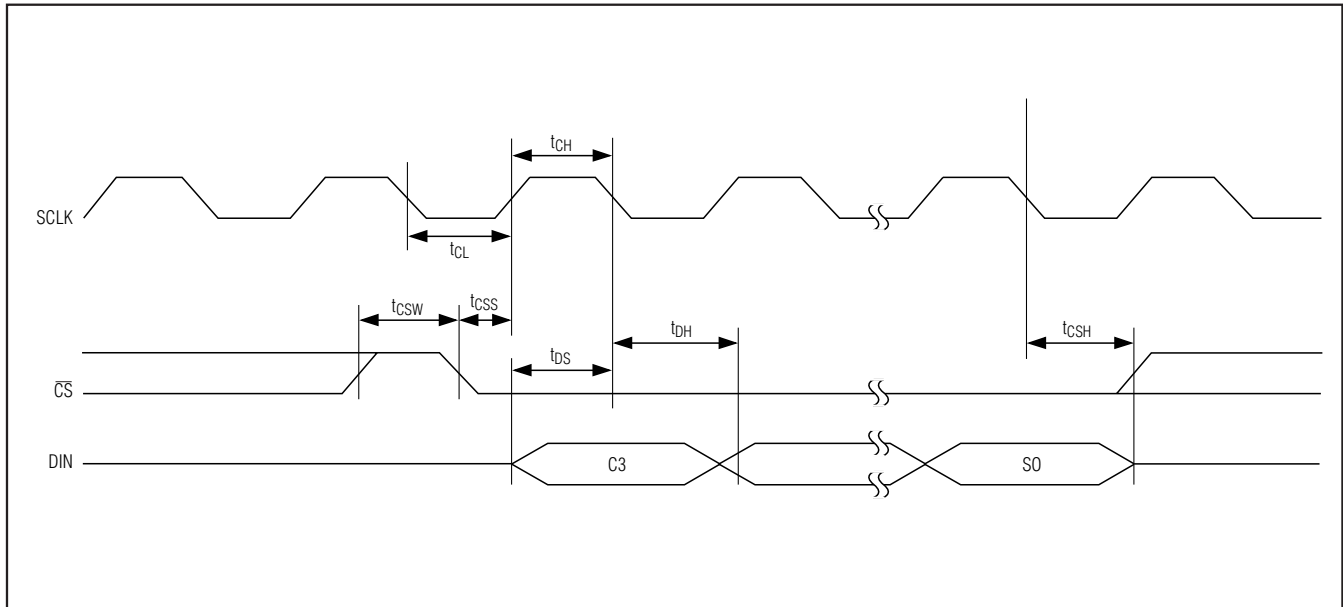 tCH
SCLK
tCL
tCSW
tCSS
tDH
tCSH
tDS
CS
DIN
C3
S0